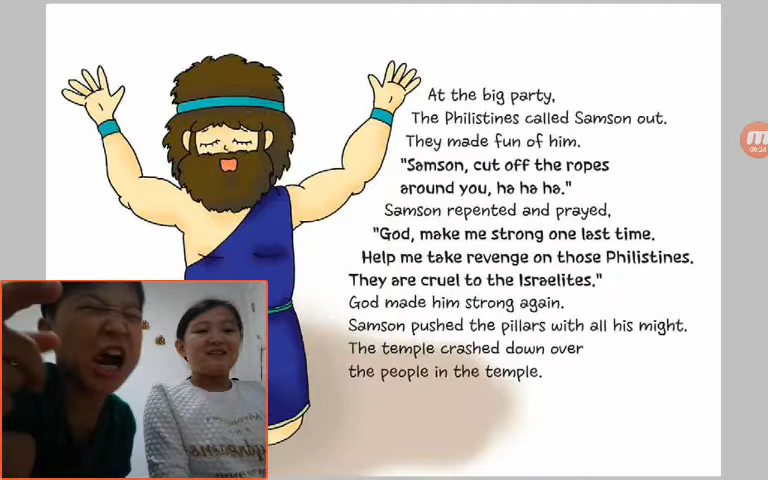 At the big party,
The Philistines called Samson out.
They made fun of him.
"Samson, cut off the ropes
around you, ha ha ha."
Samson repented and prayed,
"God, make me strong one last time.
Help me take revenge on those Philistines.
They are cruel to the Israelites."
God made him strong again.
Samson pushed the pillars with all his might.
The temple crashed down over
the people in the temple.
09:24